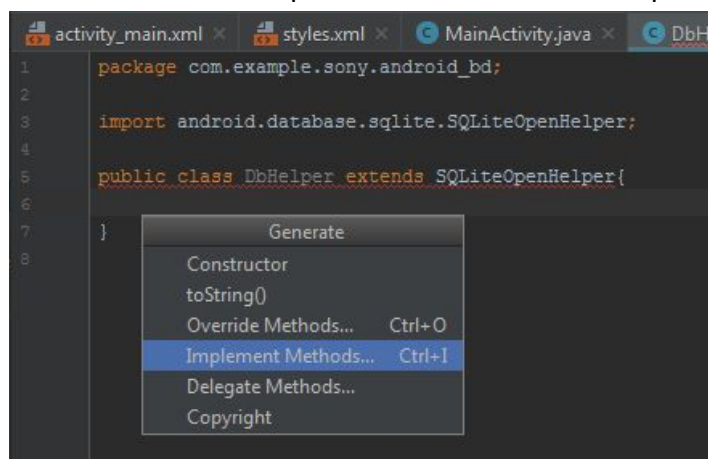 activity_main.xml × styles.xml × MainActivity.java × DbH
1 package com.example.sony.android_bd;
2
3 import android.database.sqlite.SQLiteOpenHelper;
4
5 public class DbHelper extends SQLiteOpenHelper{
6
7 }
8
Generate
Constructor
toString()
Override Methods... Ctrl+O
Implement Methods... Ctrl+I
Delegate Methods...
Copyright